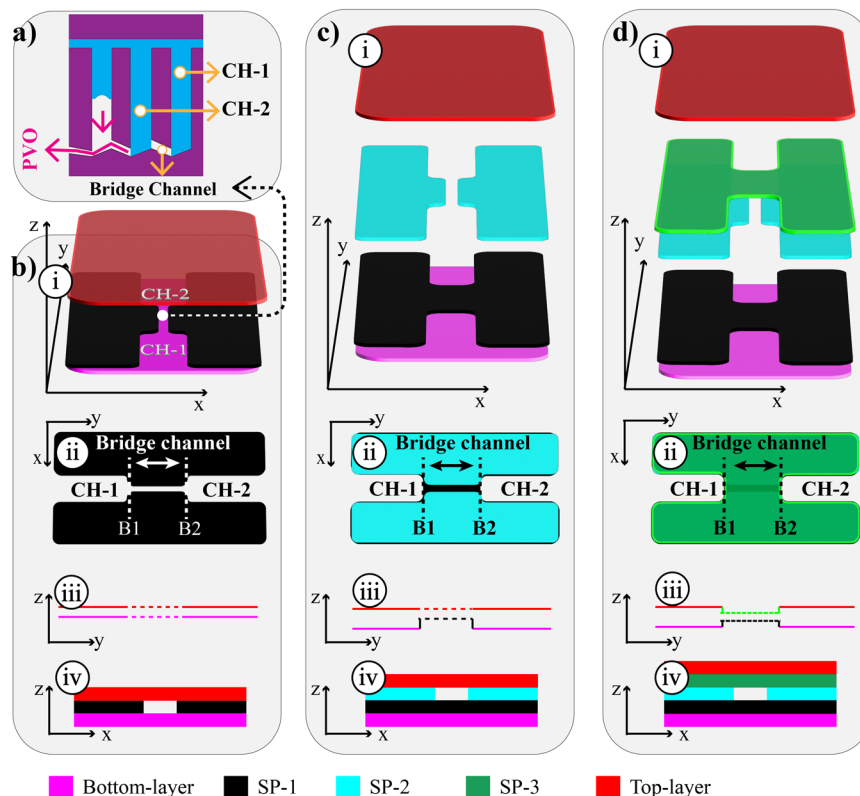 a)
CH-1
CH-2
PVO
Bridge Channel
b)
i
z
y
x
CH-2
CH-1
y
x
ii
Bridge channel
CH-1
CH-2
B1
B2
iii
z
y
iv
z
x
c)
i
z
y
x
y
x
ii
Bridge channel
CH-1
CH-2
B1
B2
iii
z
y
iv
z
x
d)
i
z
y
x
y
x
ii
Bridge channel
CH-1
CH-2
B1
B2
iii
z
y
iv
z
x
Bottom-layer
SP-1
SP-2
SP-3
Top-layer